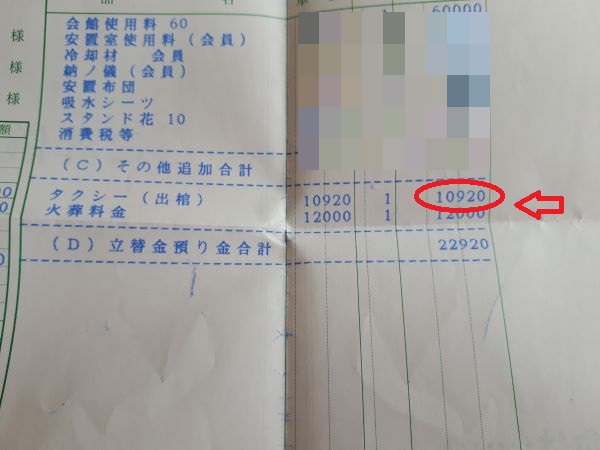 品 名
60000
会館使用料 60
安置室使用料（会員）
冷却材 会員
納ノ儀（会員）
安置布団
吸水シーツ
スタンド花 10
消費税等
様
様
様
額
（C）その他追加合計
タクシー（出棺） 10920 1 10920
火葬料金 12000 1 12000
（D）立替金預り金合計 22920